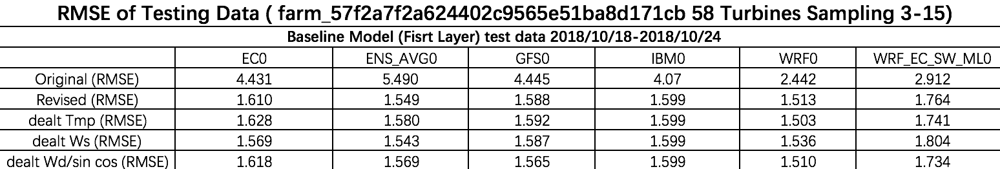 RMSE of Testing Data ( farm_57f2a7f2a624402c9565e51ba8d171cb 58 Turbines Sampling 3-15)
Baseline Model (Fisrt Layer) test data 2018/10/18-2018/10/24
EC0 ENS_AVG0 GFS0 IBM0 WRF0 WRF_EC_SW_ML0
Original (RMSE) 4.431 5.490 4.445 4.07 2.442 2.912
Revised (RMSE) 1.610 1.549 1.588 1.599 1.513 1.764
dealt Tmp (RMSE) 1.628 1.580 1.592 1.599 1.503 1.741
dealt Ws (RMSE) 1.569 1.543 1.587 1.599 1.536 1.804
dealt Wd/sin cos (RMSE) 1.618 1.569 1.565 1.599 1.510 1.734